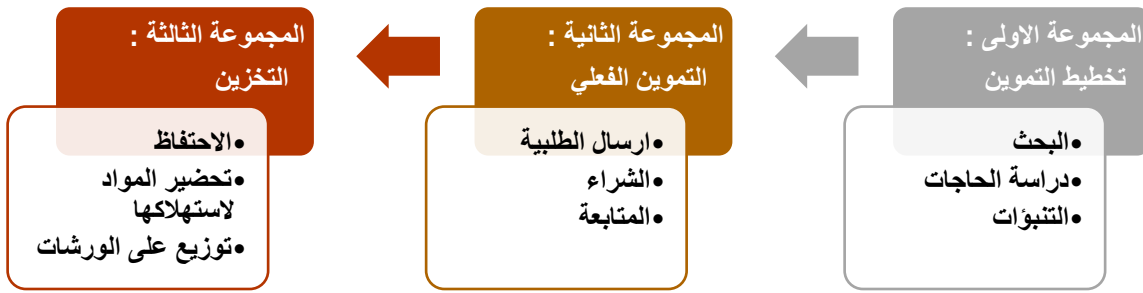 المجموعة الاولى :
تخطيط التموين
•البحث
•دراسة الحاجات
•التنبؤات
المجموعة الثانية :
التموين الفعلي
•ارسال الطلبية
•الشراء
•المتابعة
المجموعة الثالثة :
التخزين
•الاحتفاظ
•تحضير المواد
لاستهلاكها
•توزيع على الورشات